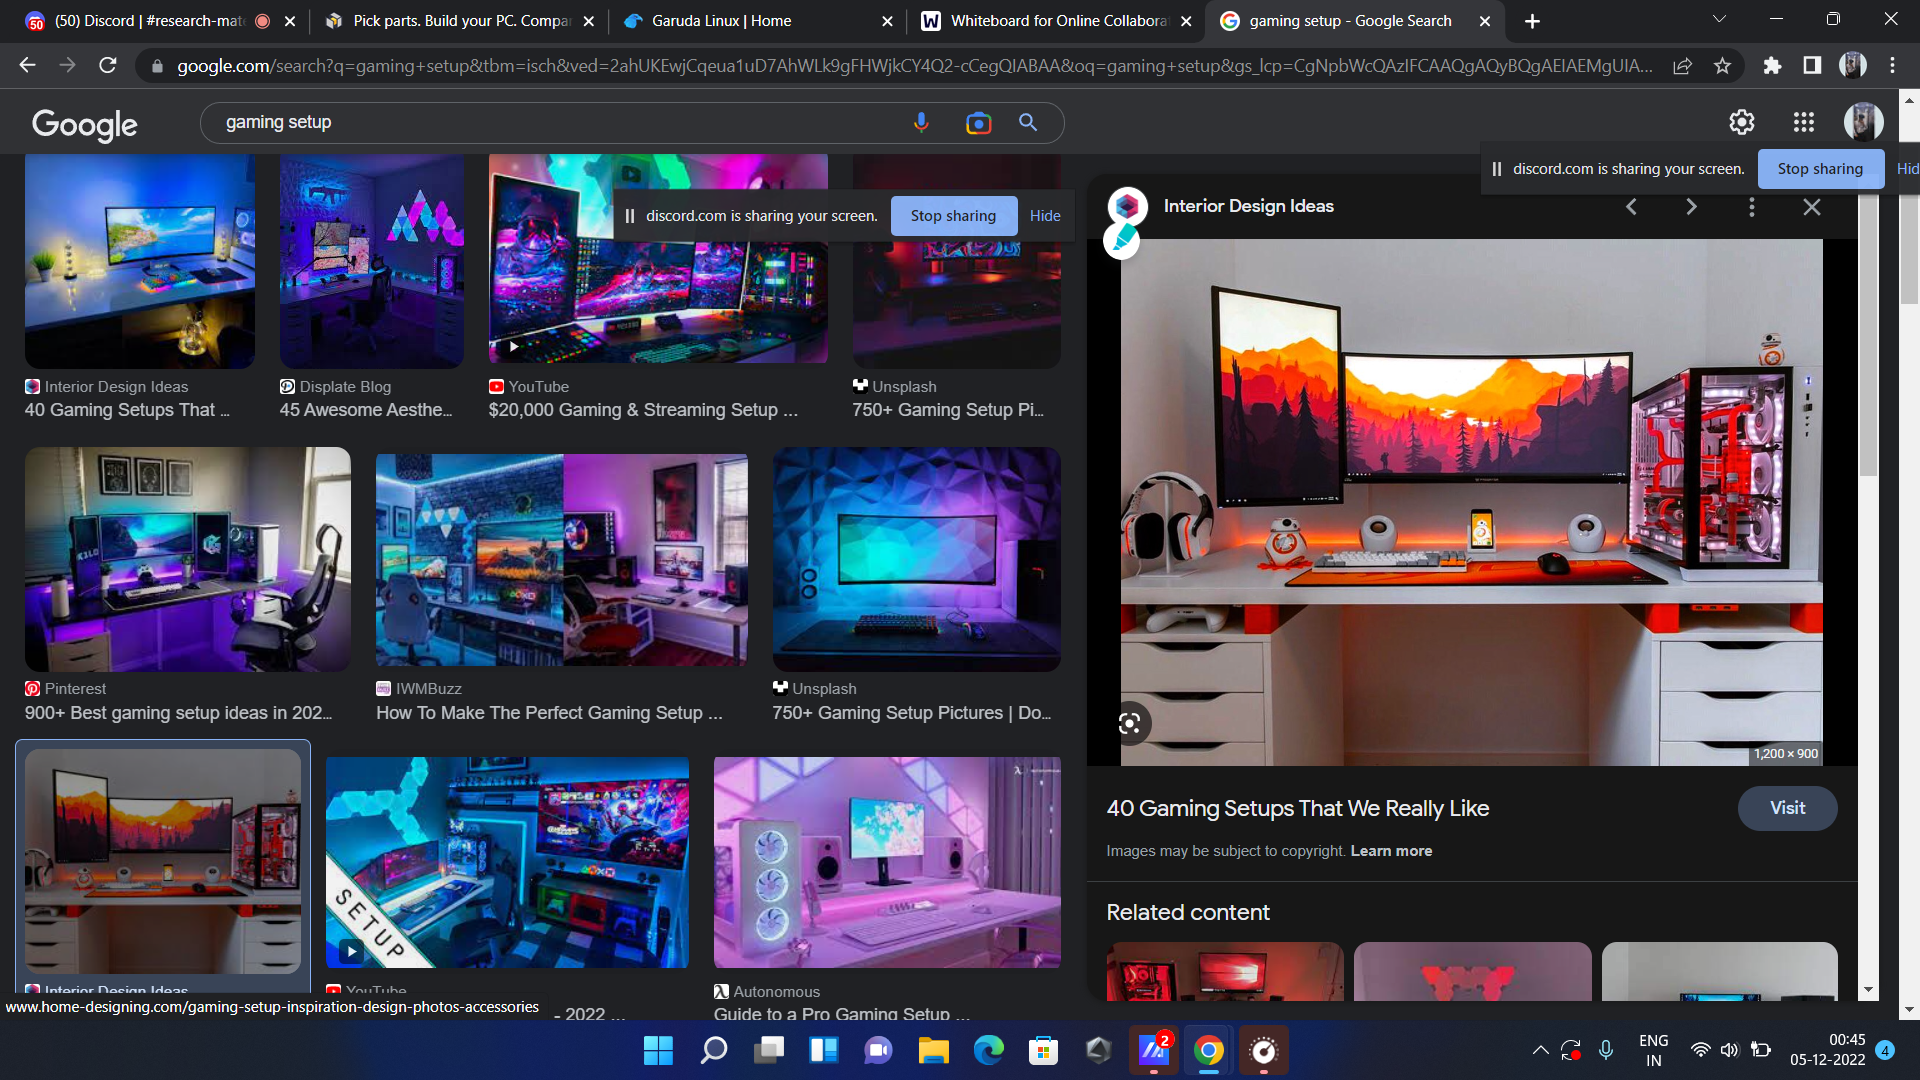 (50) Discord | #research-mate
Pick parts. Build your PC. Compar
Garuda Linux | Home
Whiteboard for Online Collaborat
gaming setup - Google Search
google.com/search?q=gaming+setup&tbm=isch&ved=2ahUKEwjCqeua1uD7AhWLk9gFHWjkCY4Q2-cCegQIABAA&oq=gaming+setup&gs_lcp=CgNpbWcQAzIFCAAQgAQyBQgAEIAEMgUIA...
Google
gaming setup
discord.com is sharing your screen.
Stop sharing
Hid
discord.com is sharing your screen.
Stop sharing
Hide
Interior Design Ideas
Interior Design Ideas
40 Gaming Setups That ...
Displate Blog
45 Awesome Aesthe...
YouTube
$20,000 Gaming & Streaming Setup ...
Unsplash
750+ Gaming Setup Pi...
Pinterest
900+ Best gaming setup ideas in 202...
IWMBuzz
How To Make The Perfect Gaming Setup ...
Unsplash
750+ Gaming Setup Pictures | Do...
1,200 × 900
40 Gaming Setups That We Really Like
Visit
Images may be subject to copyright. Learn more
Related content
SETUP
Interior Design Ideas
YouTube
- 2022 ...
Autonomous
Guide to a Pro Gaming Setup ...
www.home-designing.com/gaming-setup-inspiration-design-photos-accessories
2
ENG
IN
00:45
05-12-2022
4